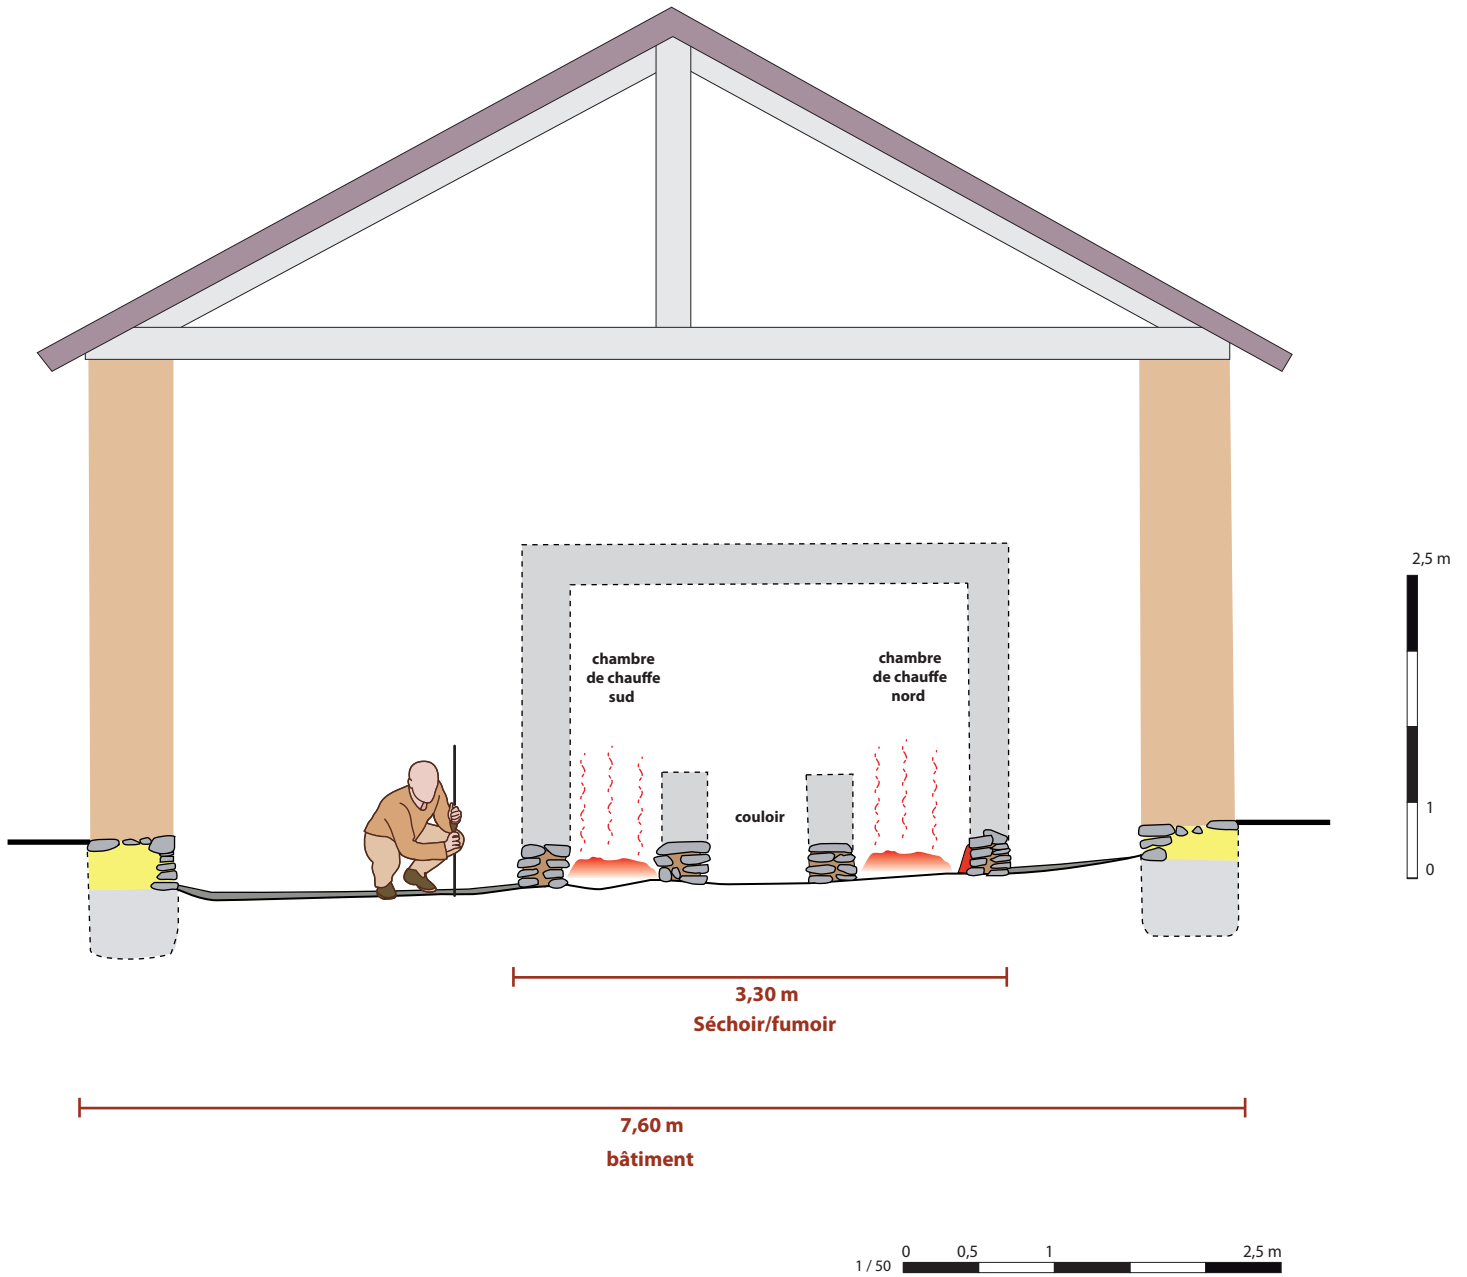 2,5 m
chambre
de chauffe
sud
chambre
de chauffe
nord
couloir
1
0
3,30 m
Séchoir/fumoir
7,60 m
bâtiment
0 0,5 1 2,5 m
1 / 50